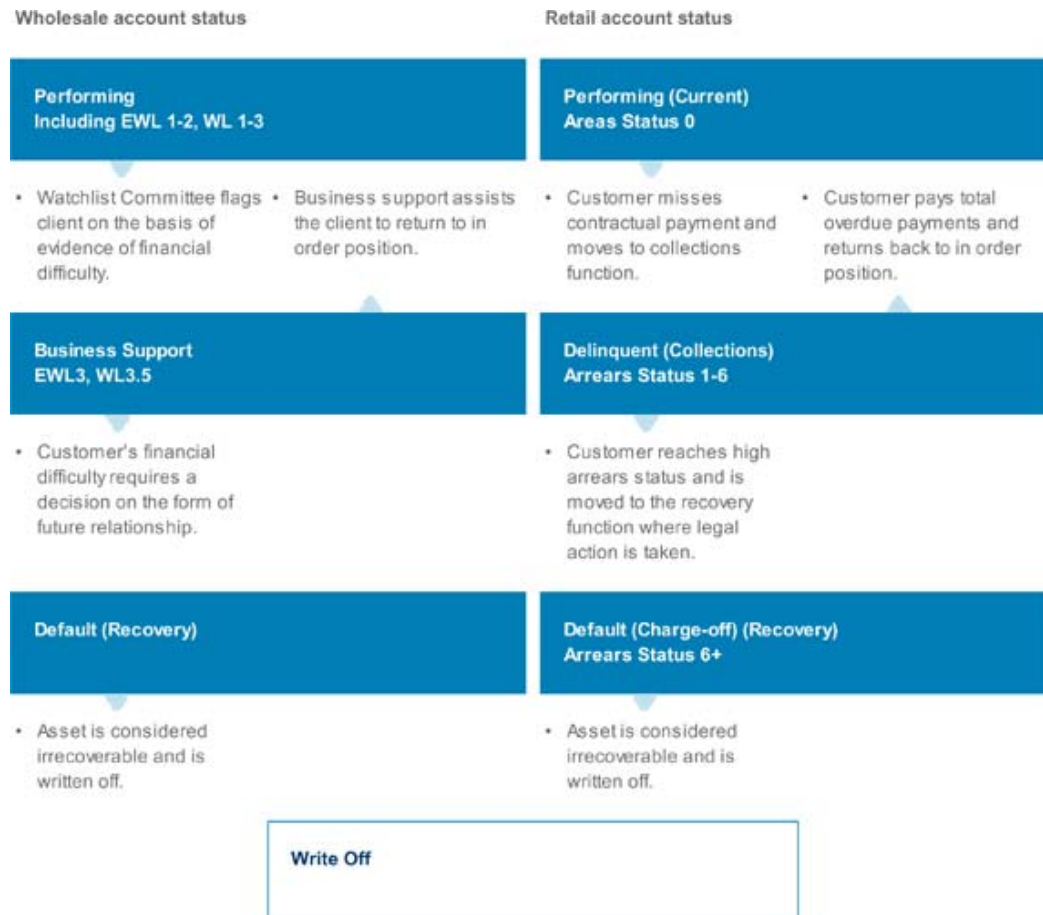 Wholesale account status
Retail account status
Performing
Including EWL 1-2, WL 1-3
Performing (Current)
Areas Status 0
• Watchlist Committee flags
client on the basis of
evidence of financial
difficulty.
• Business support assists
the client to return to in
order position.
• Customer misses
contractual payment and
moves to collections
function.
• Customer pays total
overdue payments and
returns back to in order
position.
Business Support
EWL3, WL3.5
Delinquent (Collections)
Arrears Status 1-6
• Customer's financial
difficulty requires a
decision on the form of
future relationship.
• Customer reaches high
arrears status and is
moved to the recovery
function where legal
action is taken.
Default (Recovery)
Default (Charge-off) (Recovery)
Arrears Status 6+
• Asset is considered
irrecoverable and is
written off.
• Asset is considered
irrecoverable and is
written off.
Write Off